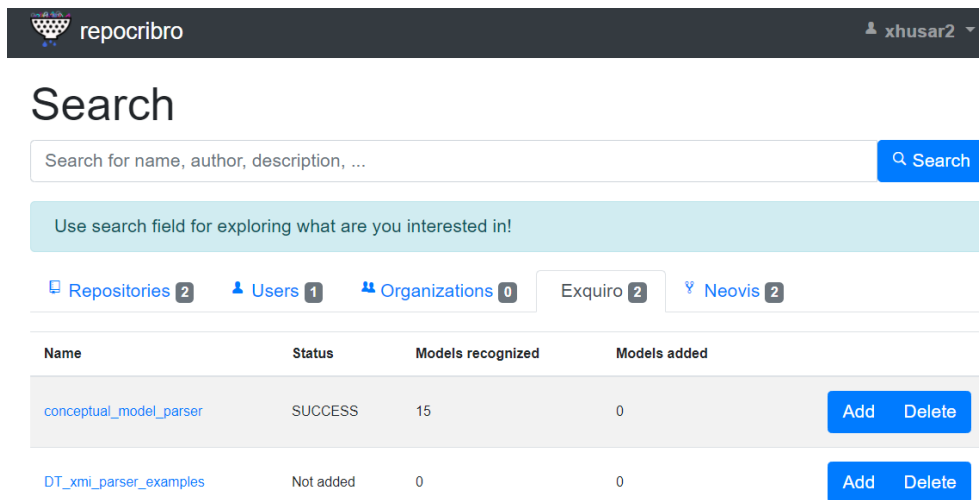 repocribro xhusar2
Search
Search for name, author, description, ... Search
Use search field for exploring what are you interested in!
Repositories 2 Users 1 Organizations 0 Exquiro 2 Neovis 2
Name Status Models recognized Models added
conceptual_model_parser SUCCESS 15 0 Add Delete
DT_xmi_parser_examples Not added 0 0 Add Delete